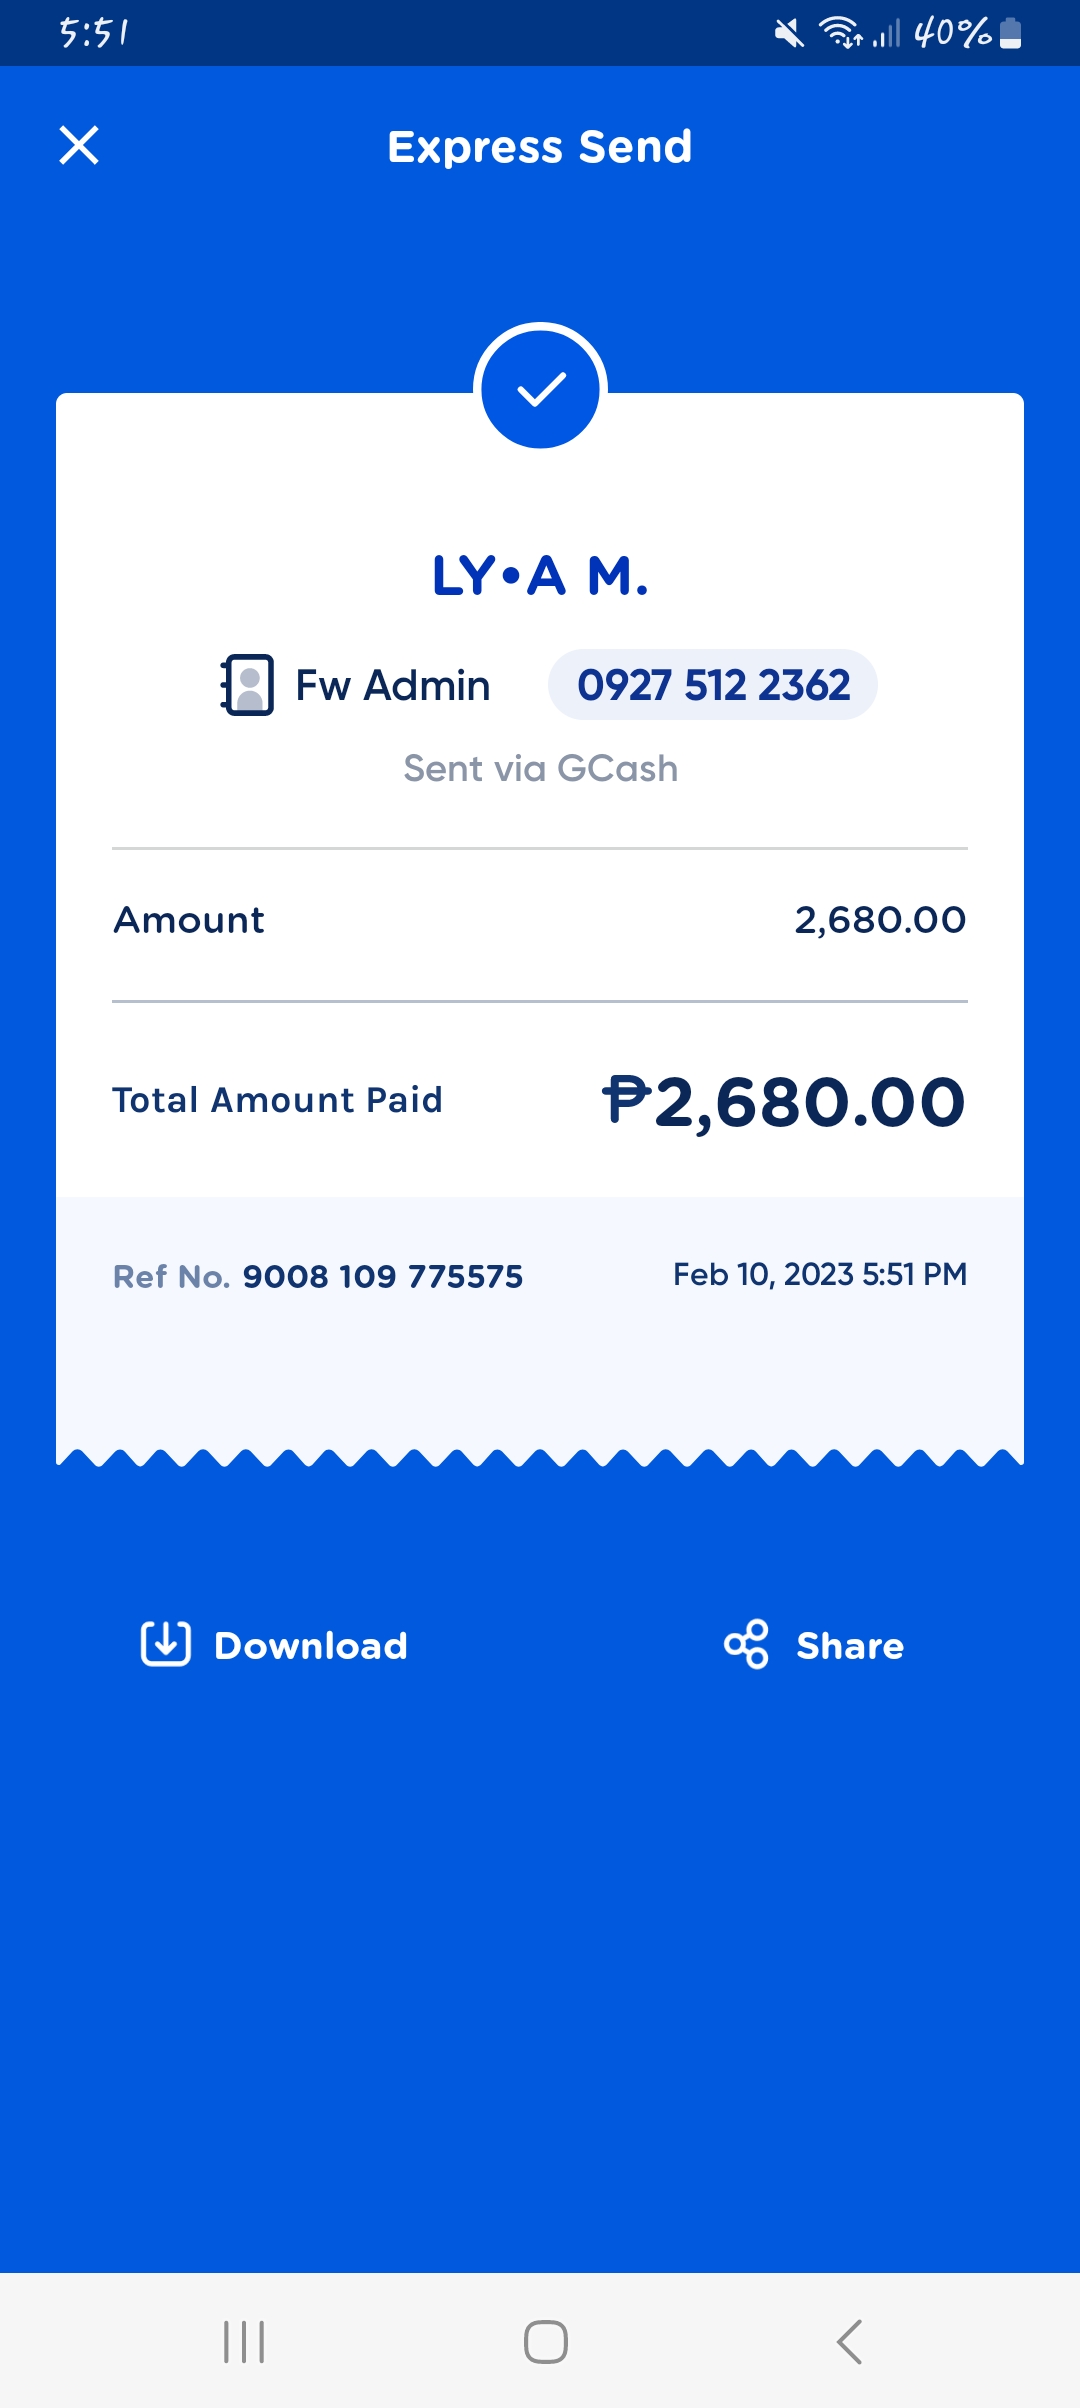 5:51 40%
Express Send
LY•A M.
Fw Admin 0927 512 2362
Sent via GCash
Amount 2,680.00
Total Amount Paid ₱2,680.00
Ref No. 9008 109 775575 Feb 10, 2023 5:51 PM
Download Share